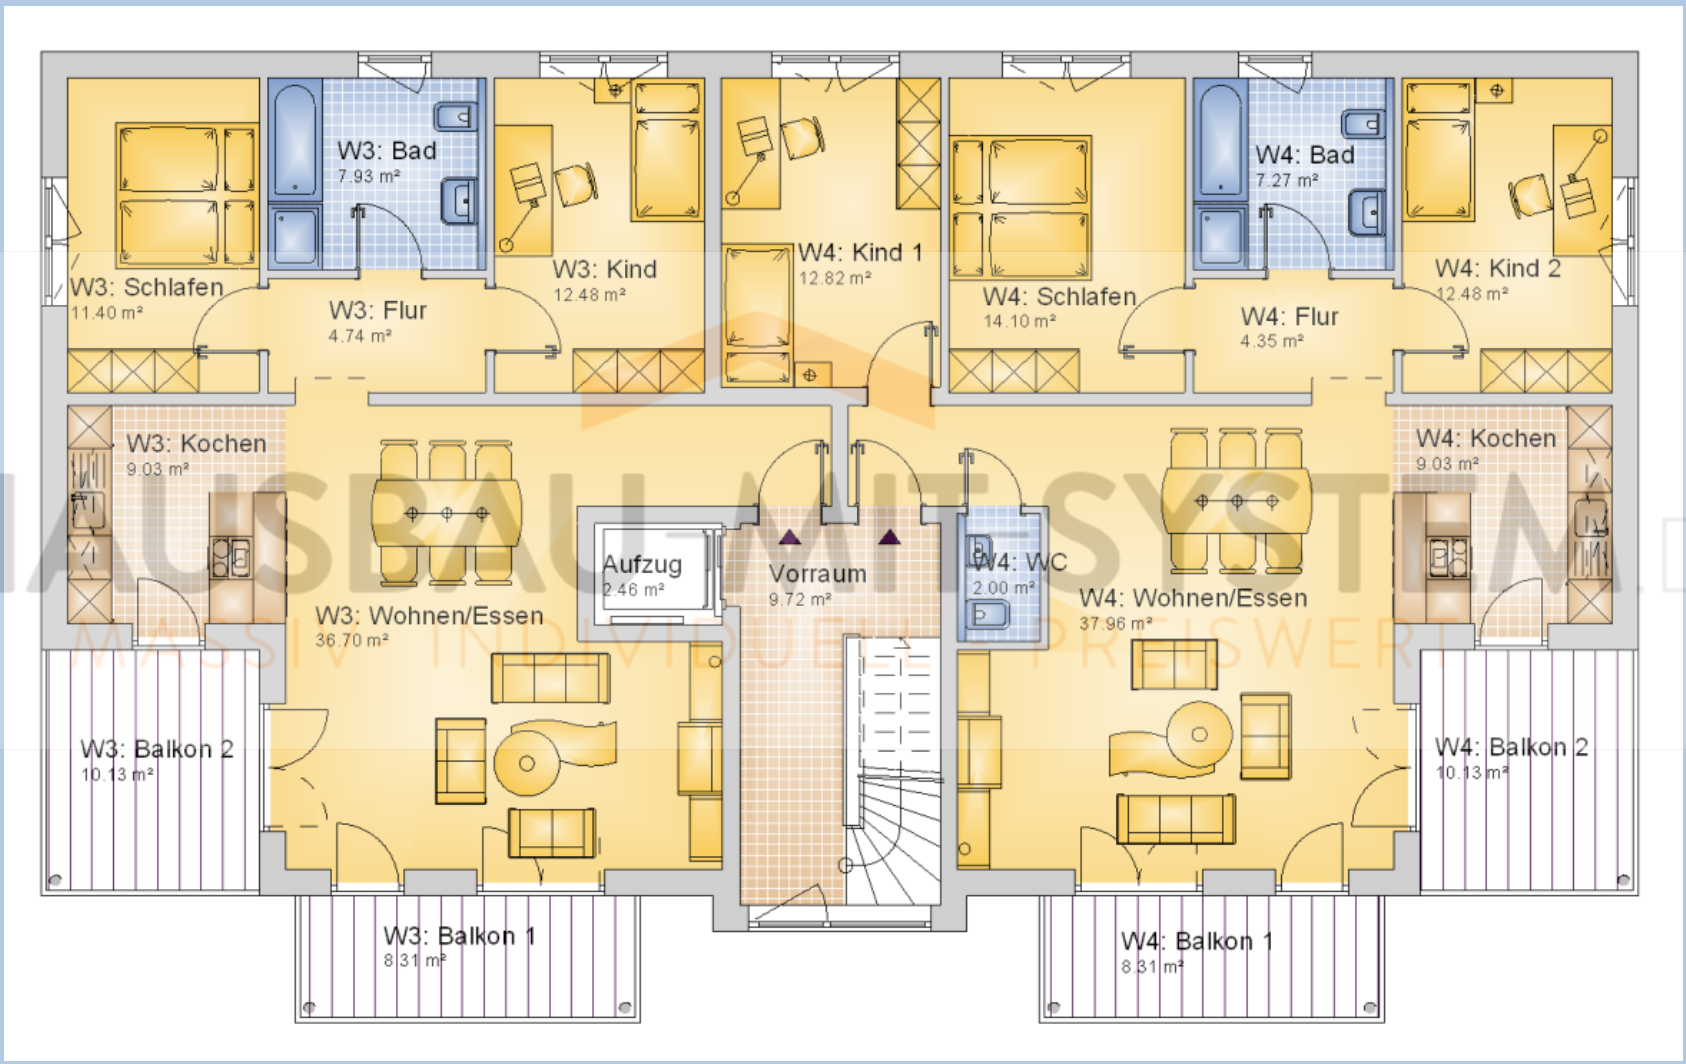 W3: Schlafen
11.40 m²
W3: Bad
7.93 m²
W3: Flur
4.74 m²
W3: Kind
12.48 m²
W4: Kind 1
12.82 m²
W4: Schlafen
14.10 m²
W4: Bad
7.27 m²
W4: Flur
4.35 m²
W4: Kind 2
12.48 m²
W3: Kochen
9.03 m²
W4: Kochen
9.03 m²
HAUSBAU-MIT-SYSTEM.
MASSIV INDIVIDUELL PREISWERT
Aufzug
2.46 m²
Vorraum
9.72 m²
W4: WC
2.00 m²
W3: Wohnen/Essen
36.70 m²
W4: Wohnen/Essen
37.96 m²
W3: Balkon 2
10.13 m²
W4: Balkon 2
10.13 m²
W3: Balkon 1
8.31 m²
W4: Balkon 1
8.31 m²